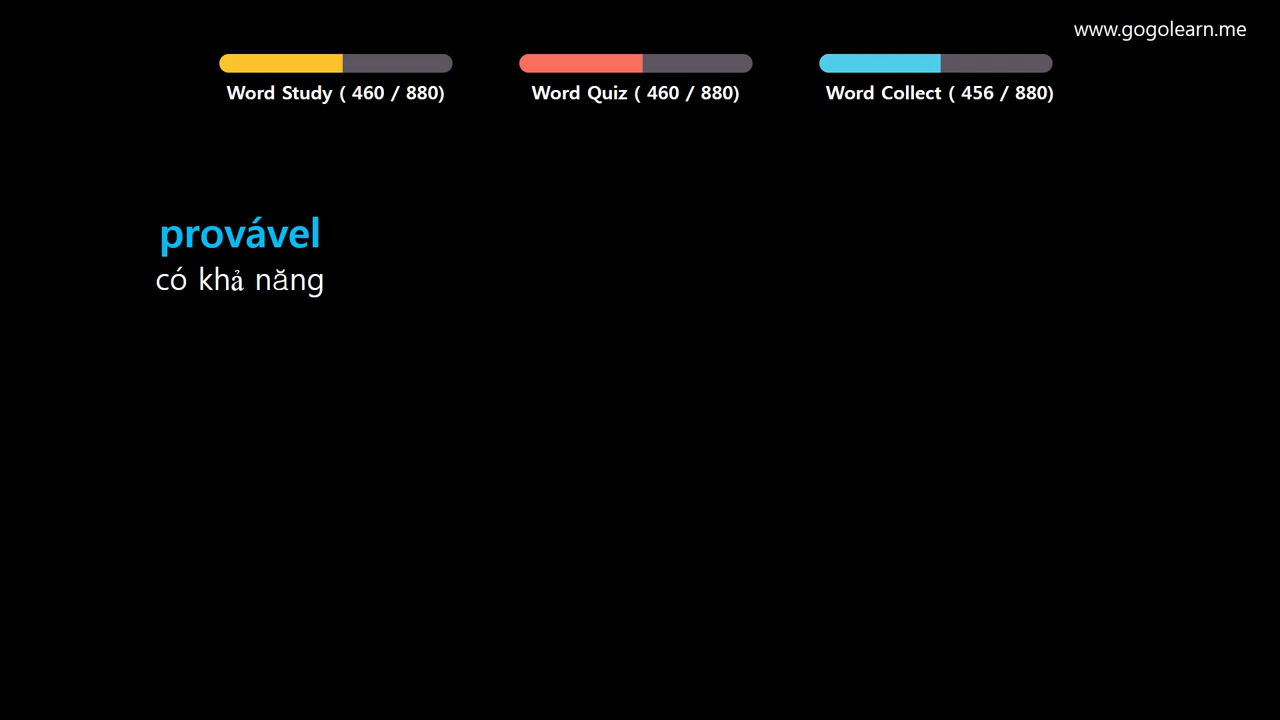 www.gogolearn.me
Word Study ( 460 / 880)
Word Quiz ( 460 / 880)
Word Collect ( 456 / 880)
provável
có khả năng